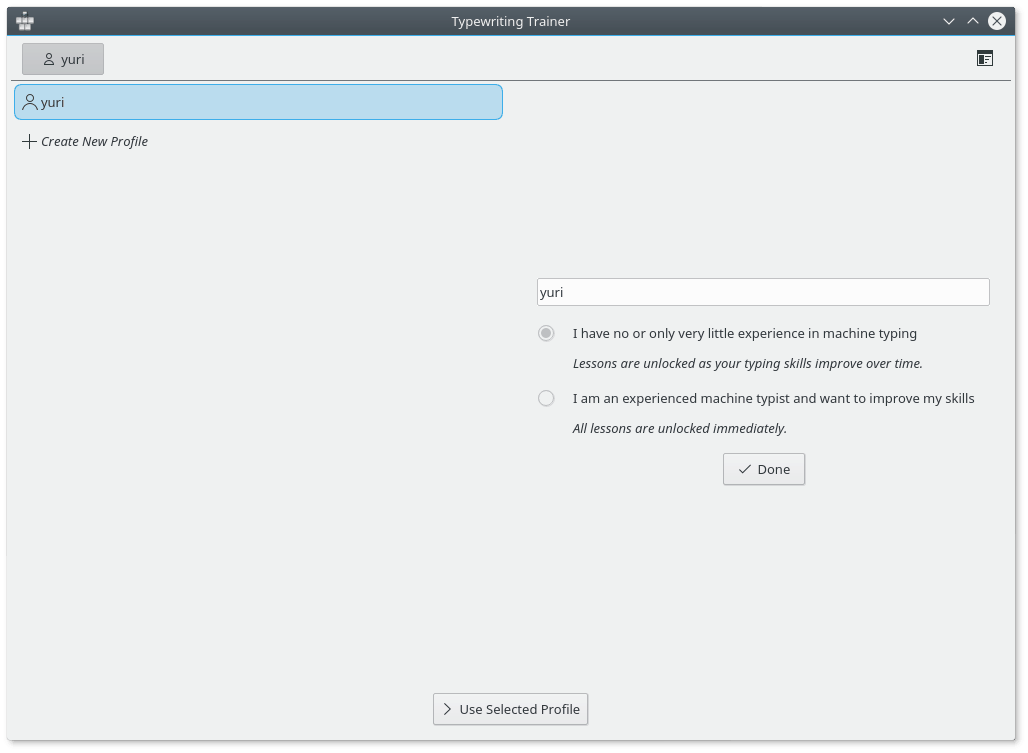 Typewriting Trainer
yuri
yuri
Create New Profile
yuri
I have no or only very little experience in machine typing
Lessons are unlocked as your typing skills improve over time.
I am an experienced machine typist and want to improve my skills
All lessons are unlocked immediately.
Done
Use Selected Profile